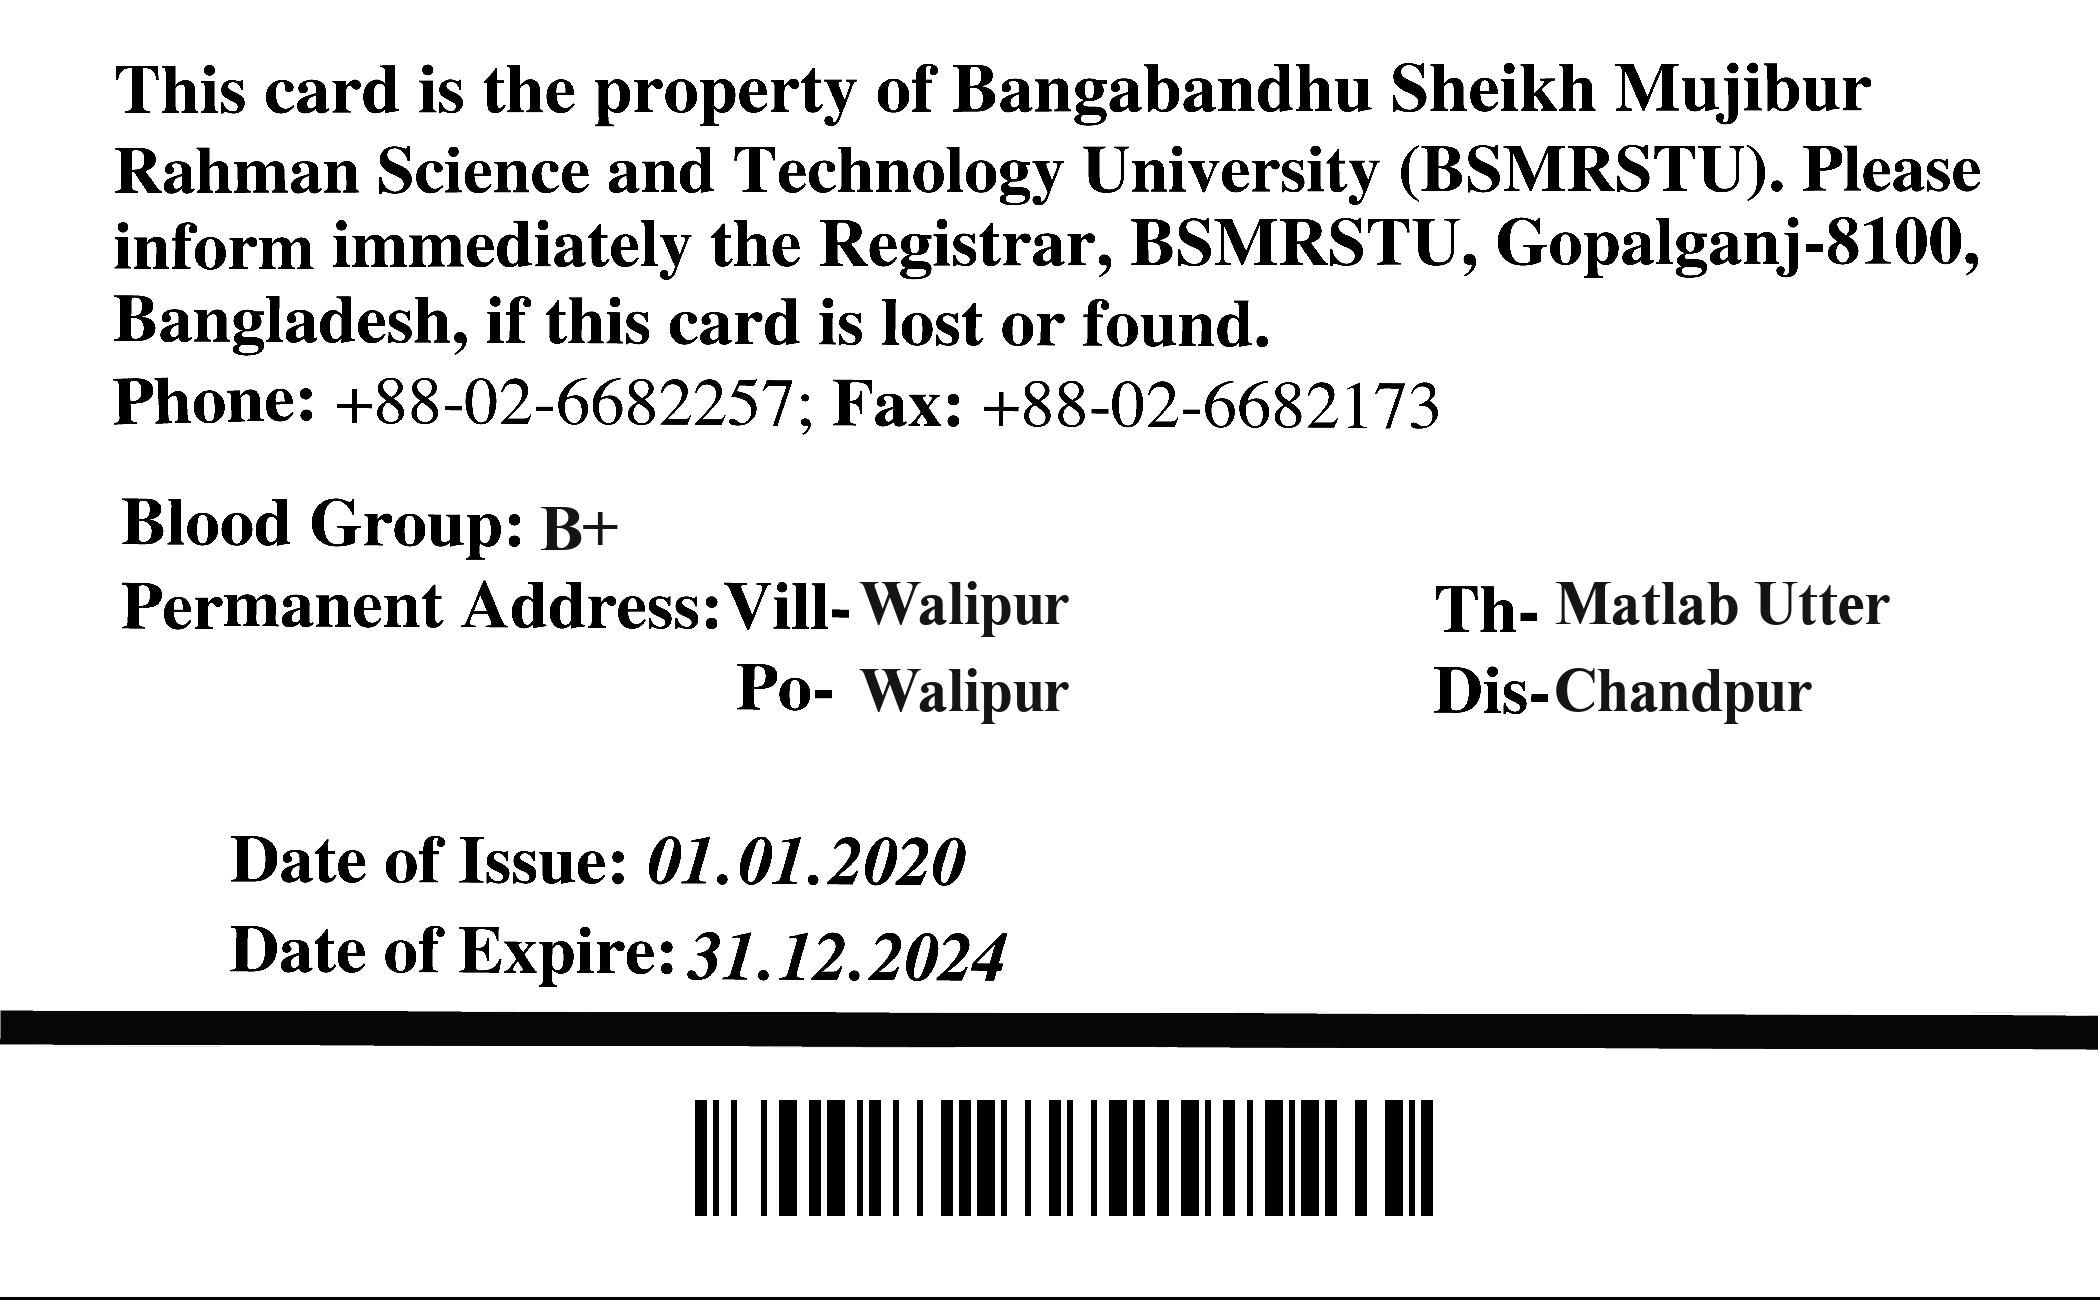 This card is the property of Bangabandhu Sheikh Mujibur
Rahman Science and Technology University (BSMRSTU). Please
inform immediately the Registrar, BSMRSTU, Gopalganj-8100,
Bangladesh, if this card is lost or found.
Phone: +88-02-6682257; Fax: +88-02-6682173
Blood Group: B+
Permanent Address:Vill- Walipur Th- Matlab Utter
Po- Walipur Dis-Chandpur
Date of Issue: 01.01.2020
Date of Expire: 31.12.2024